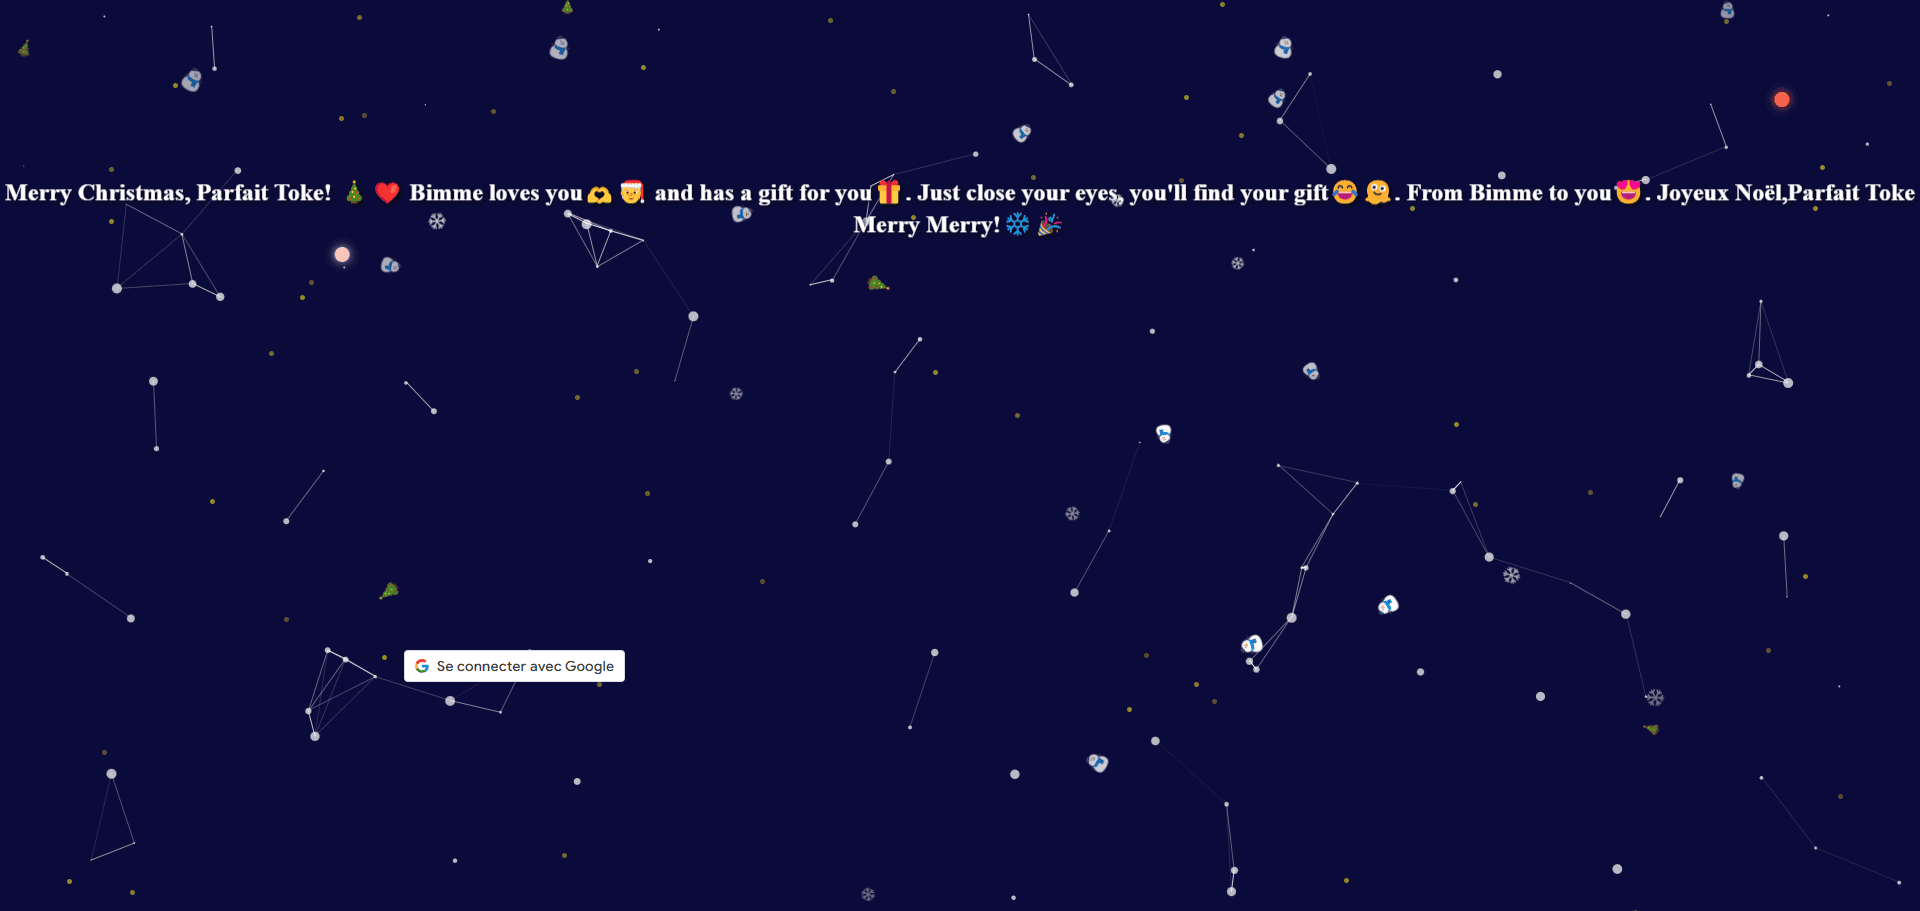 Merry Christmas, Parfait Toke! 🎄 ❤️ Bimme loves you🫶 🎅 and has a gift for you🎁. Just close your eyes, you'll find your gift😂 🫠. From Bimme to you😍. Joyeux Noël,Parfait Toke
Merry Merry!❄️ 🎉
Se connecter avec Google